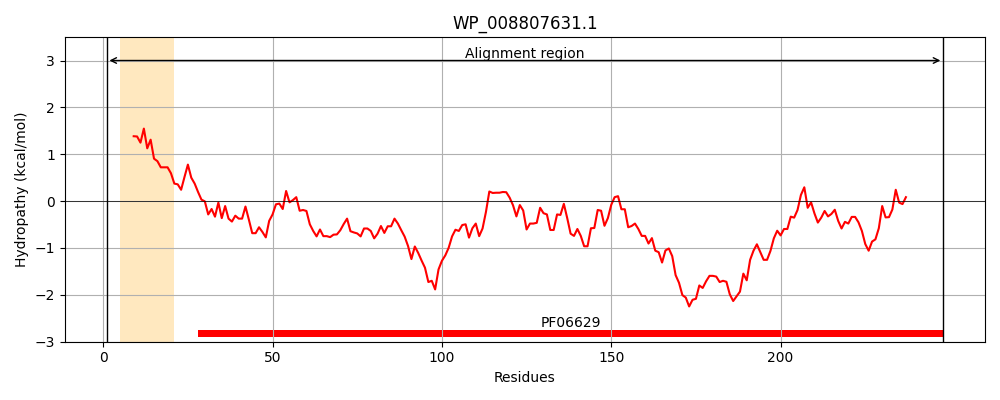 WP_008807631.1
Alignment region
Hydropathy (kcal/mol)
3
2
1
0
−1
−2
−3
PF06629
0 50 100 150 200
Residues